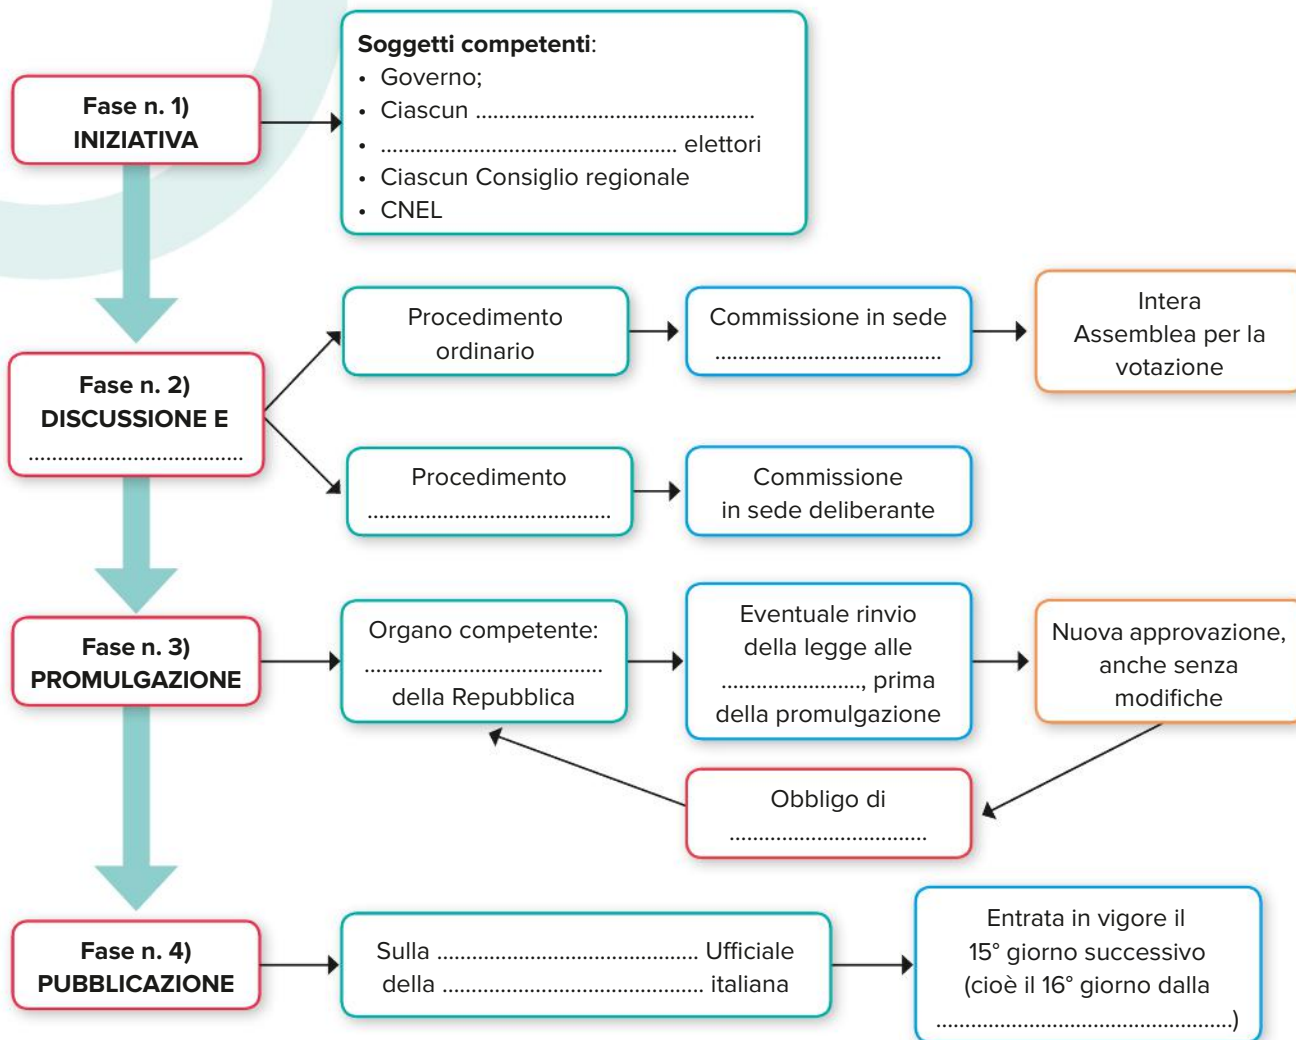 Fase n. 1)
INIZIATIVA
Soggetti competenti:
• Governo;
• Ciascun ................................................
• ................................................... elettori
• Ciascun Consiglio regionale
• CNEL
Fase n. 2)
DISCUSSIONE E
.....................................
Procedimento
ordinario
Commissione in sede
.......................................
Intera
Assemblea per la
votazione
Procedimento
..........................................
Commissione
in sede deliberante
Fase n. 3)
PROMULGAZIONE
Organo competente:
.........................................
della Repubblica
Eventuale rinvio
della legge alle
........................, prima
della promulgazione
Nuova approvazione,
anche senza
modifiche
Obbligo di
..................................
Fase n. 4)
PUBBLICAZIONE
Sulla ............................................. Ufficiale
della ............................................. italiana
Entrata in vigore il
15° giorno successivo
(cioè il 16° giorno dalla
...................................................)